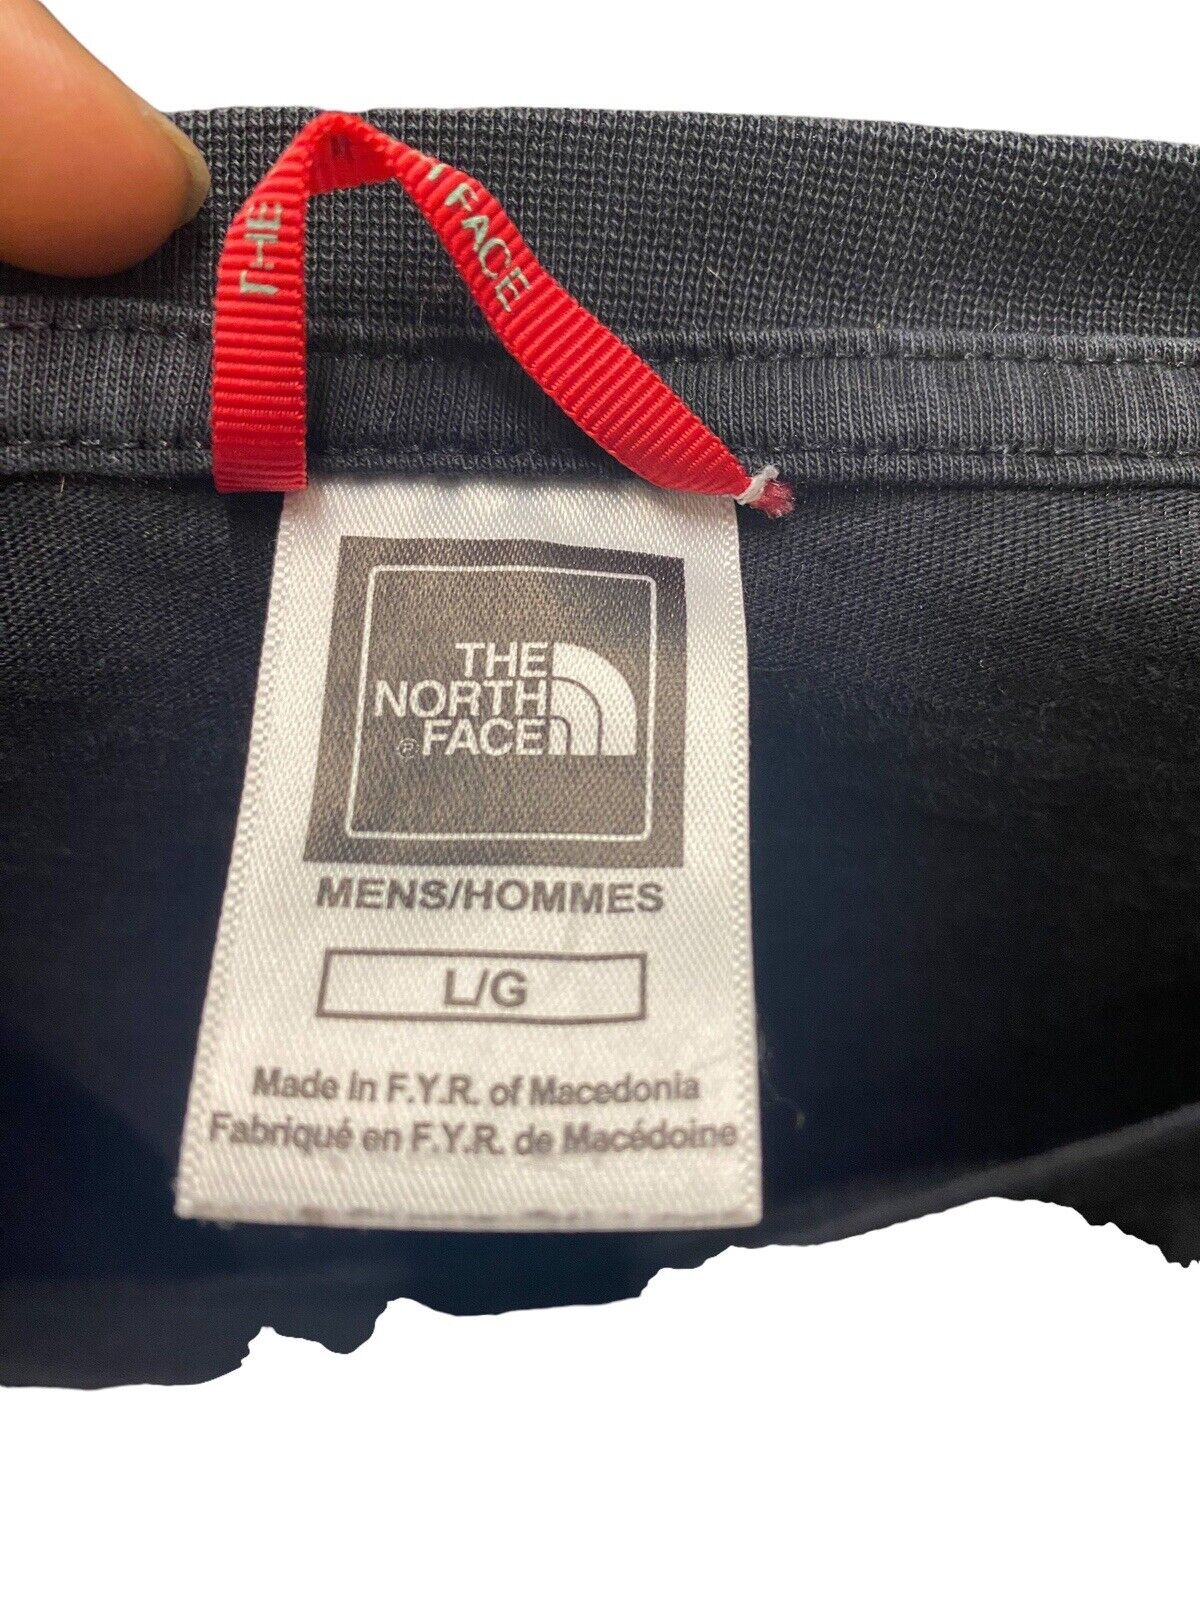 THE
FACE
THE
NORTH
® FACE
MENS/HOMMES
L/G
Made in F.Y.R. of Macedonia
Fabriqué en F.Y.R. de Macédoine